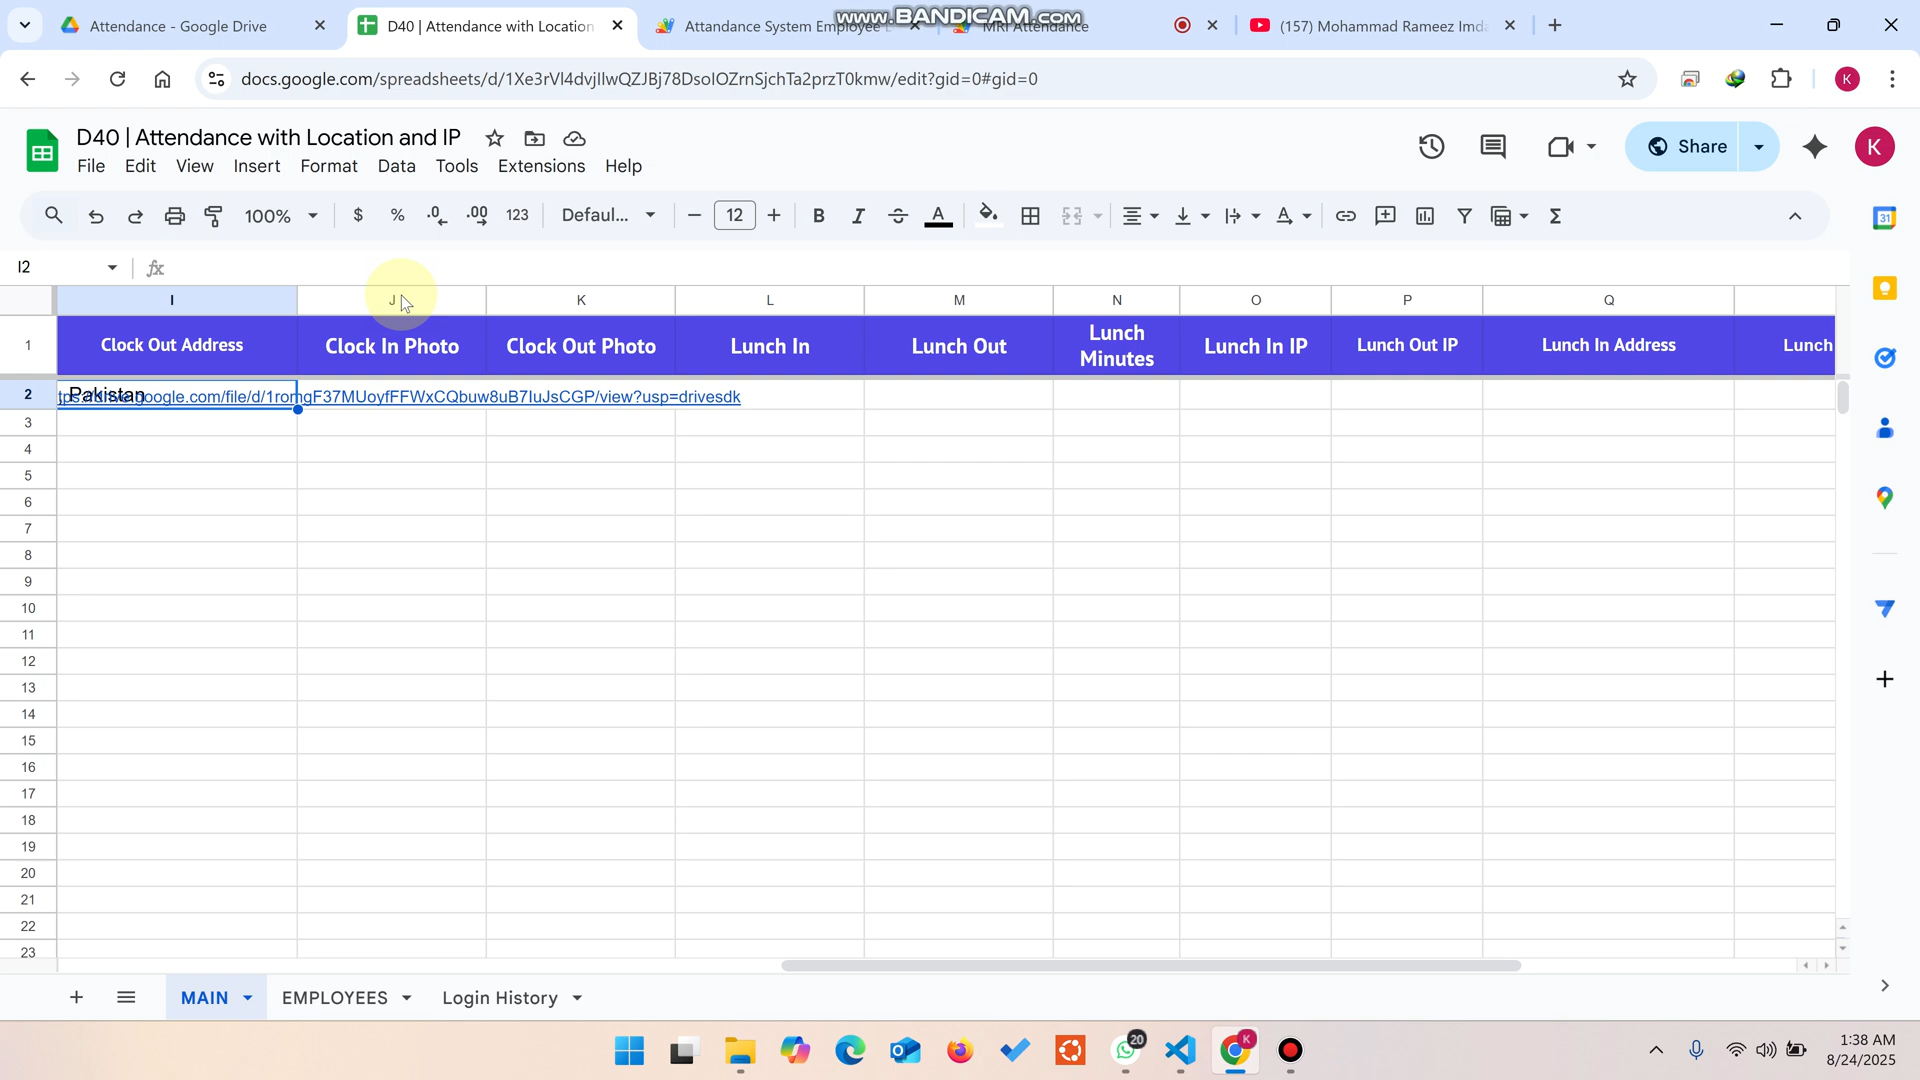 Attendance - Google Drive
D40 | Attendance with Location
Attandance System Employee
MRI Attendance
(157) Mohammad Rameez Imda
www.BANDICAM.com
docs.google.com/spreadsheets/d/1Xe3rVl4dvjIlwQZJBj78DsoIOZrnSjchTa2przT0kmw/edit?gid=0#gid=0
K
D40 | Attendance with Location and IP
Share
K
File Edit View Insert Format Data Tools Extensions Help
100% $ % .0 .00 123 Defaul... 12 B I A
31
I2 fx
I J K L M N O P Q
1 Clock Out Address Clock In Photo Clock Out Photo Lunch In Lunch Out Lunch Minutes Lunch In IP Lunch Out IP Lunch In Address Lunch
2 Pakistan google.com/file/d/1romgF37MUoyfFFWxCQbuw8uB7IuJsCGP/view?usp=drivesdk
3
4
5
6
7
8
9
10
11
12
13
14
15
16
17
18
19
20
21
22
23
MAIN EMPLOYEES Login History
20
K
1:38 AM
8/24/2025